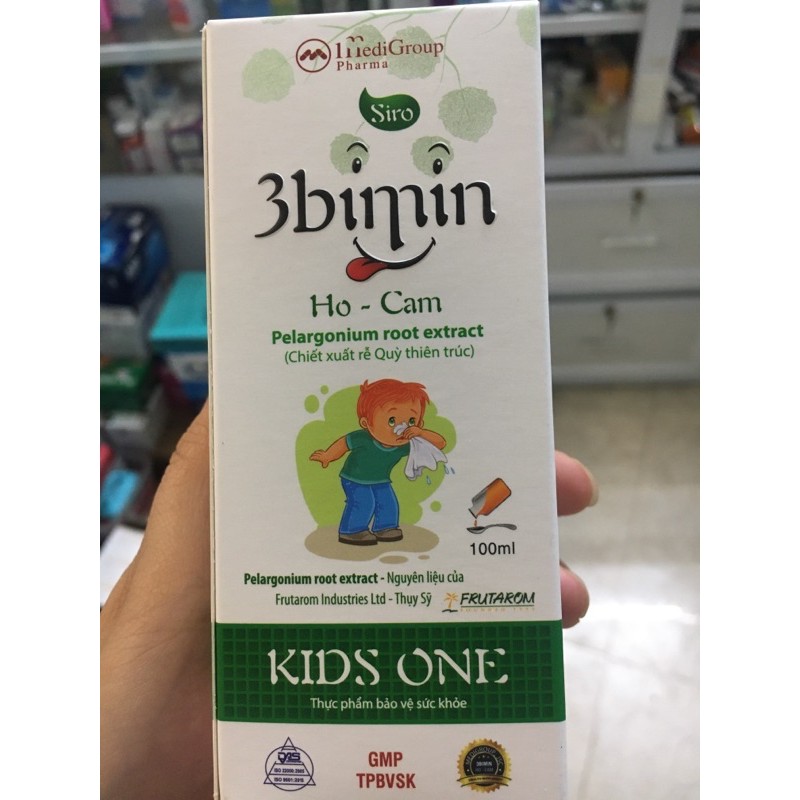 MediGroup
Pharma
Siro
3bimin
Ho - Cam
Pelargonium root extract
(Chiết xuất rễ Quỳ thiên trúc)
100ml
Pelargonium root extract - Nguyên liệu của
Frutarom Industries Ltd - Thụy Sỹ
FRUTAROM
KIDS ONE
Thực phẩm bảo vệ sức khỏe
GMP
TPBVSK